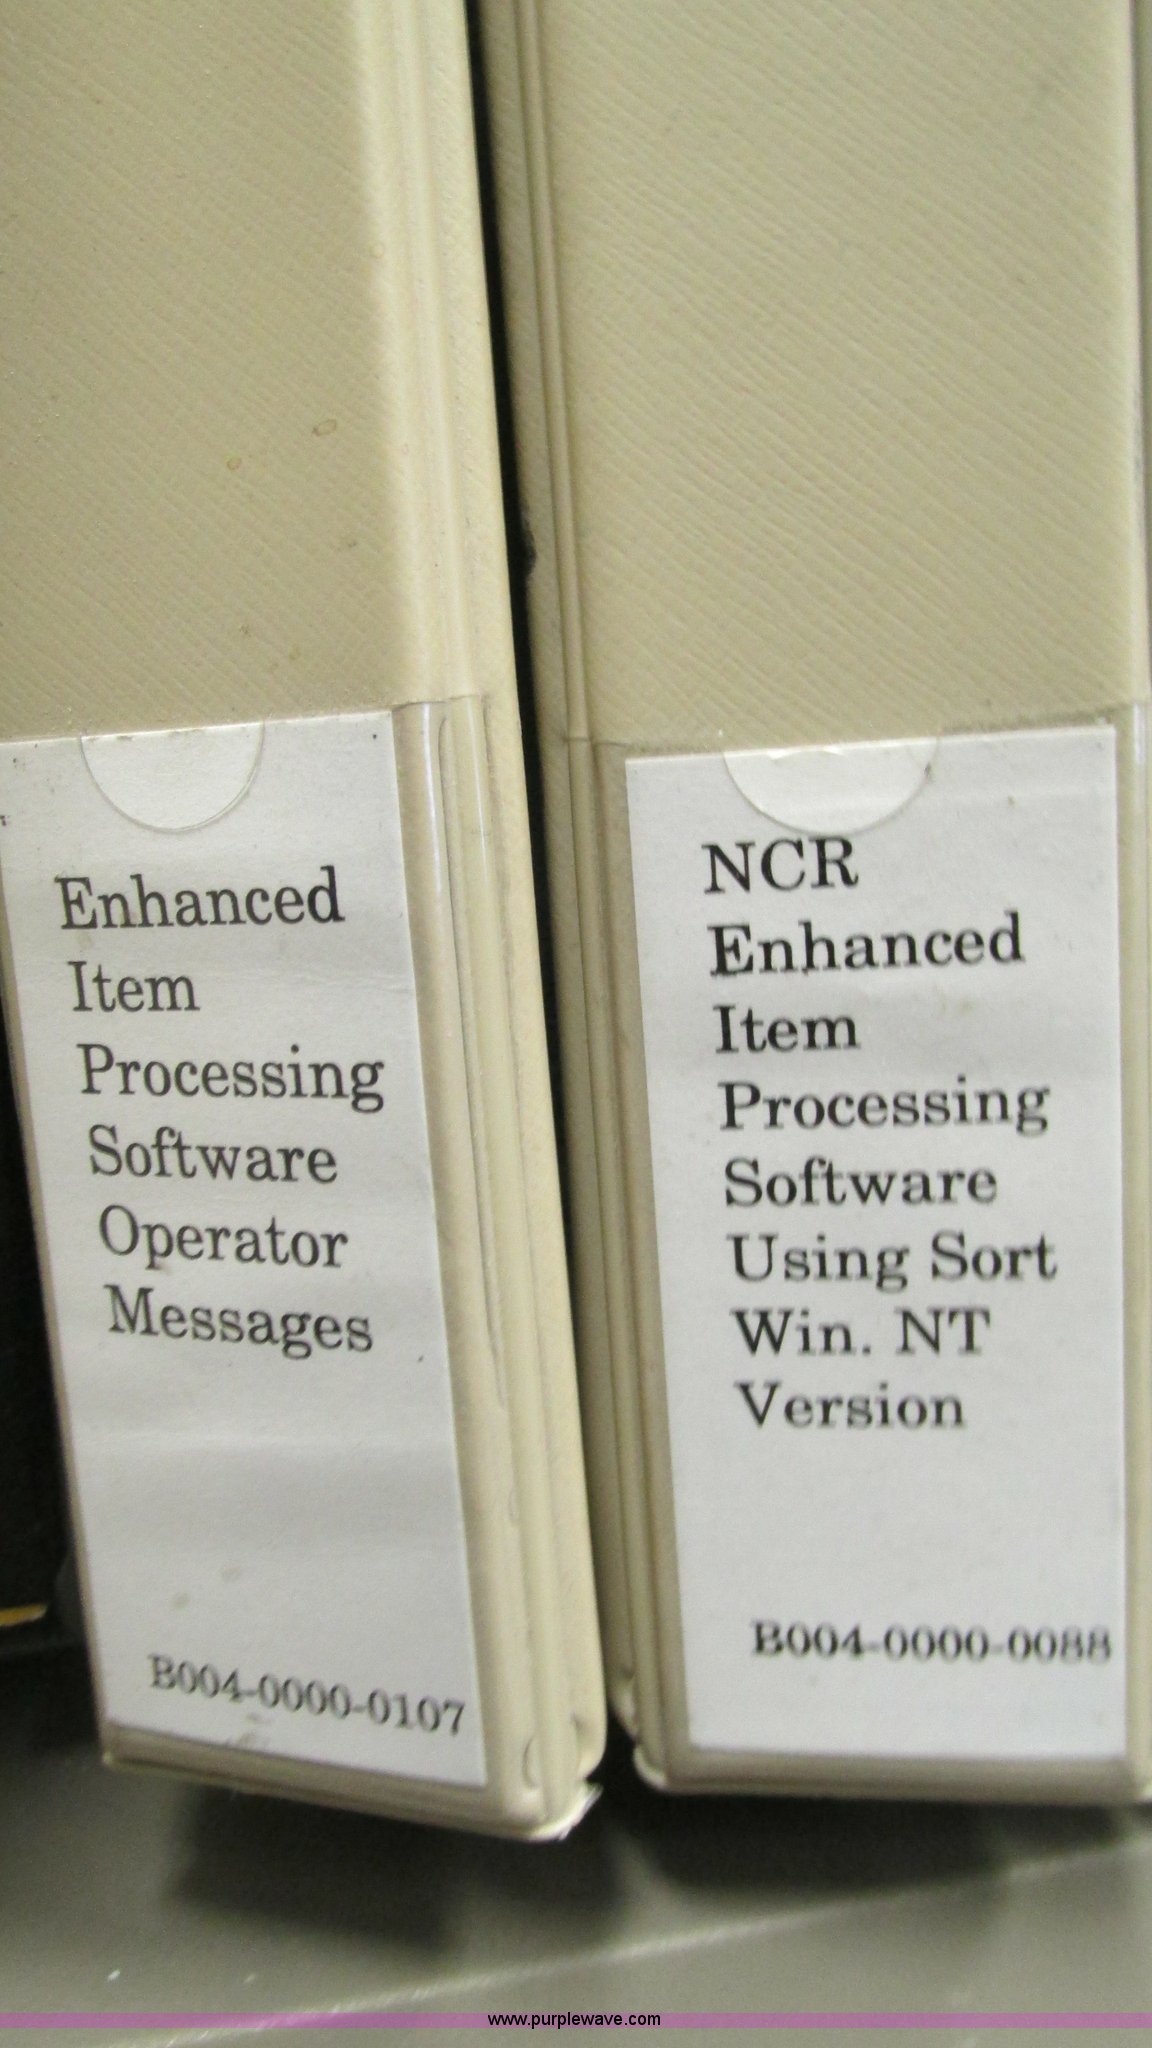 Enhanced
Item
Processing
Software
Operator
Messages
B004-0000-0107
NCR
Enhanced
Item
Processing
Software
Using Sort
Win. NT
Version
B004-0000-0088
www.purplewave.com